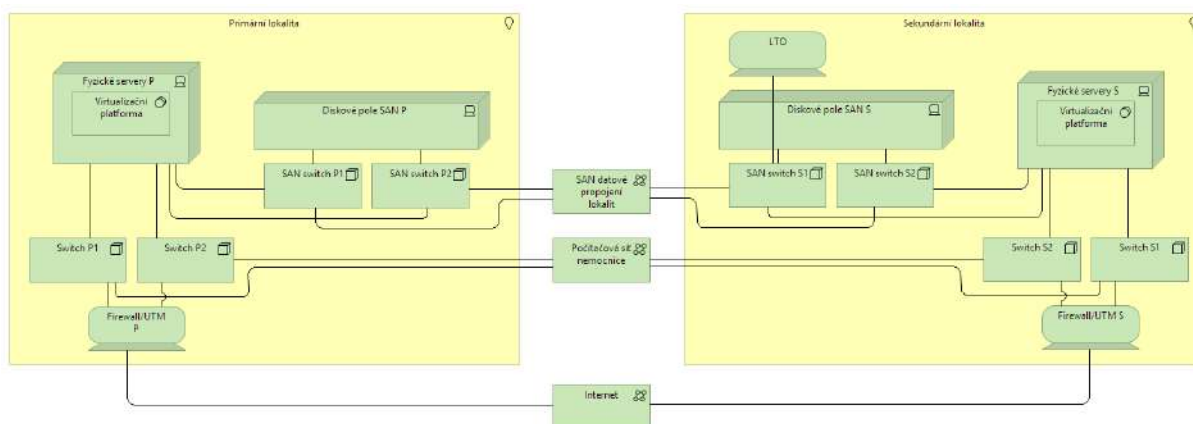 Primární lokalita
Fyzické servery P
Virtualizační
platforma
Diskové pole SAN P
SAN switch P1
SAN switch P2
Switch P1
Switch P2
Firewall/UTM
P
SAN datové
propojení
lokalit
Počítačová síť
nemocnice
Internet
Sekundární lokalita
LTO
Diskové pole SAN S
SAN switch S1
SAN switch S2
Fyzické servery S
Virtualizační
platforma
Switch S2
Switch S1
Firewall/UTM S